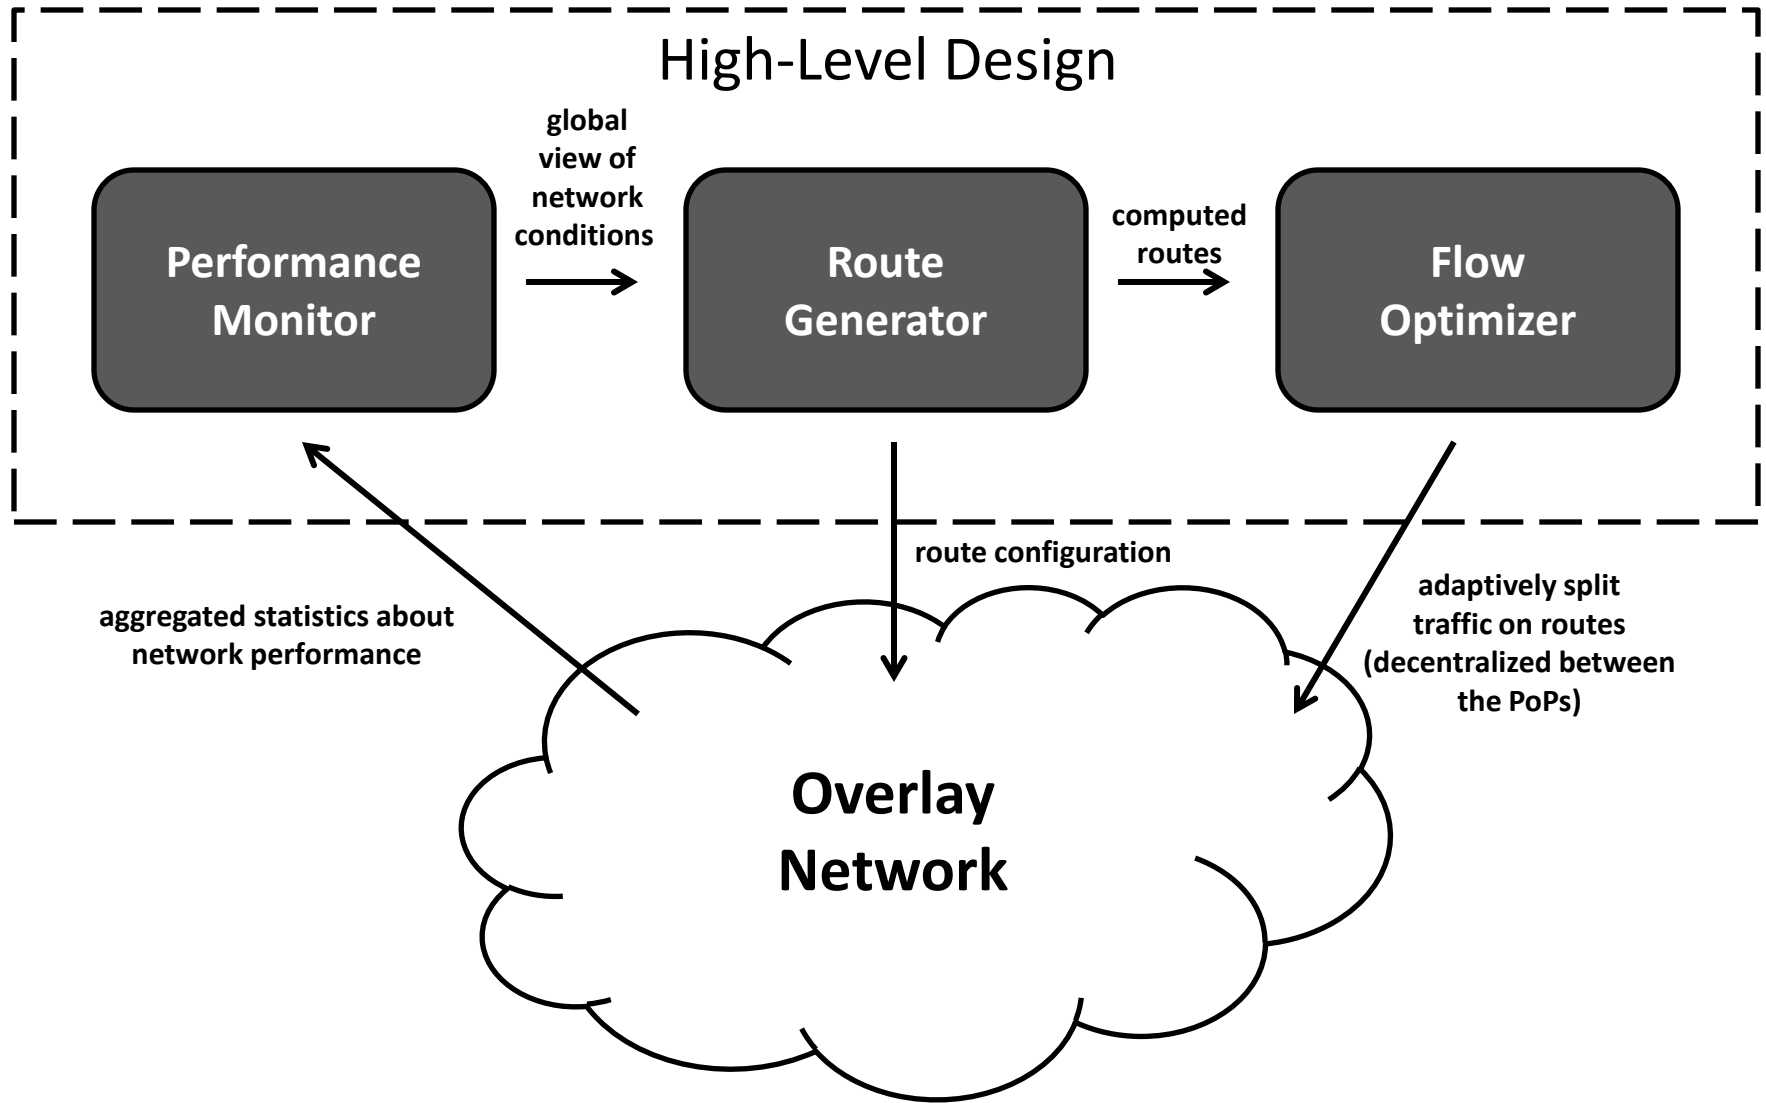 High-Level Design
global
view of
network
conditions
Performance
Monitor
Route
Generator
computed
routes
Flow
Optimizer
aggregated statistics about
network performance
route configuration
adaptively split
traffic on routes
(decentralized between
the PoPs)
Overlay
Network